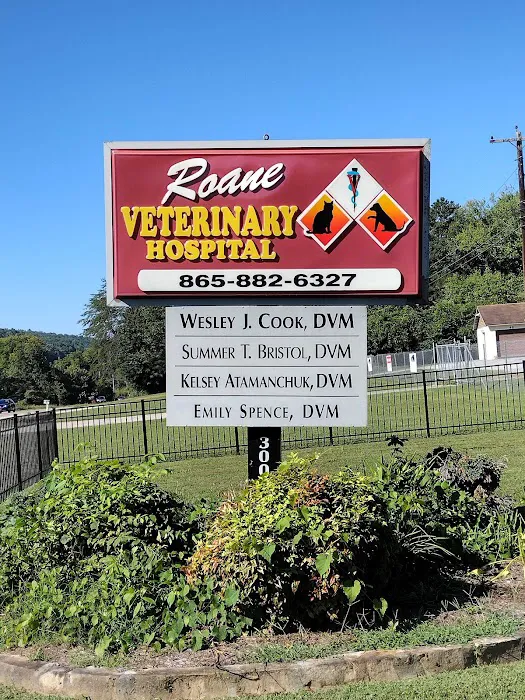 Roane
VETERINARY
HOSPITAL
865-882-6327
WESLEY J. COOK, DVM
SUMMER T. BRISTOL, DVM
KELSEY ATAMANCHUK, DVM
EMILY SPENCE, DVM
300